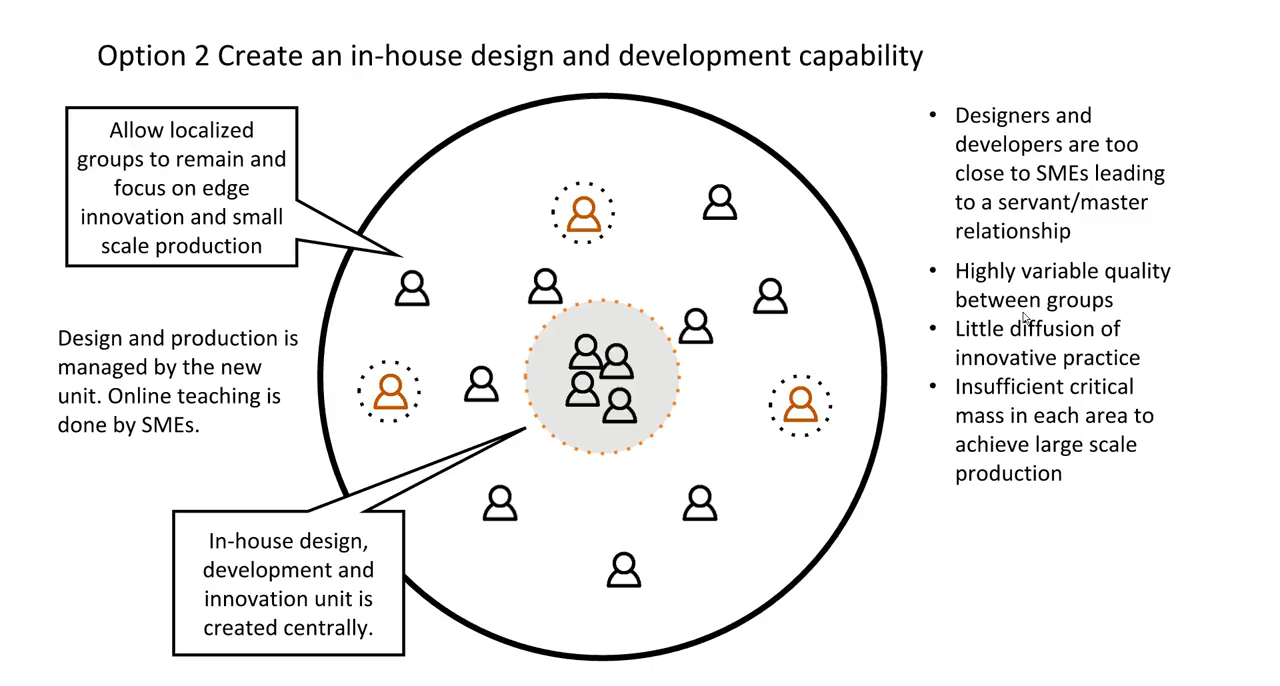 Option 2 Create an in-house design and development capability
Allow localized
groups to remain and
focus on edge
innovation and small
scale production
Design and production is
managed by the new
unit. Online teaching is
done by SMEs.
In-house design,
development and
innovation unit is
created centrally.
• Designers and
developers are too
close to SMEs leading
to a servant/master
relationship
• Highly variable quality
between groups
• Little diffusion of
innovative practice
• Insufficient critical
mass in each area to
achieve large scale
production